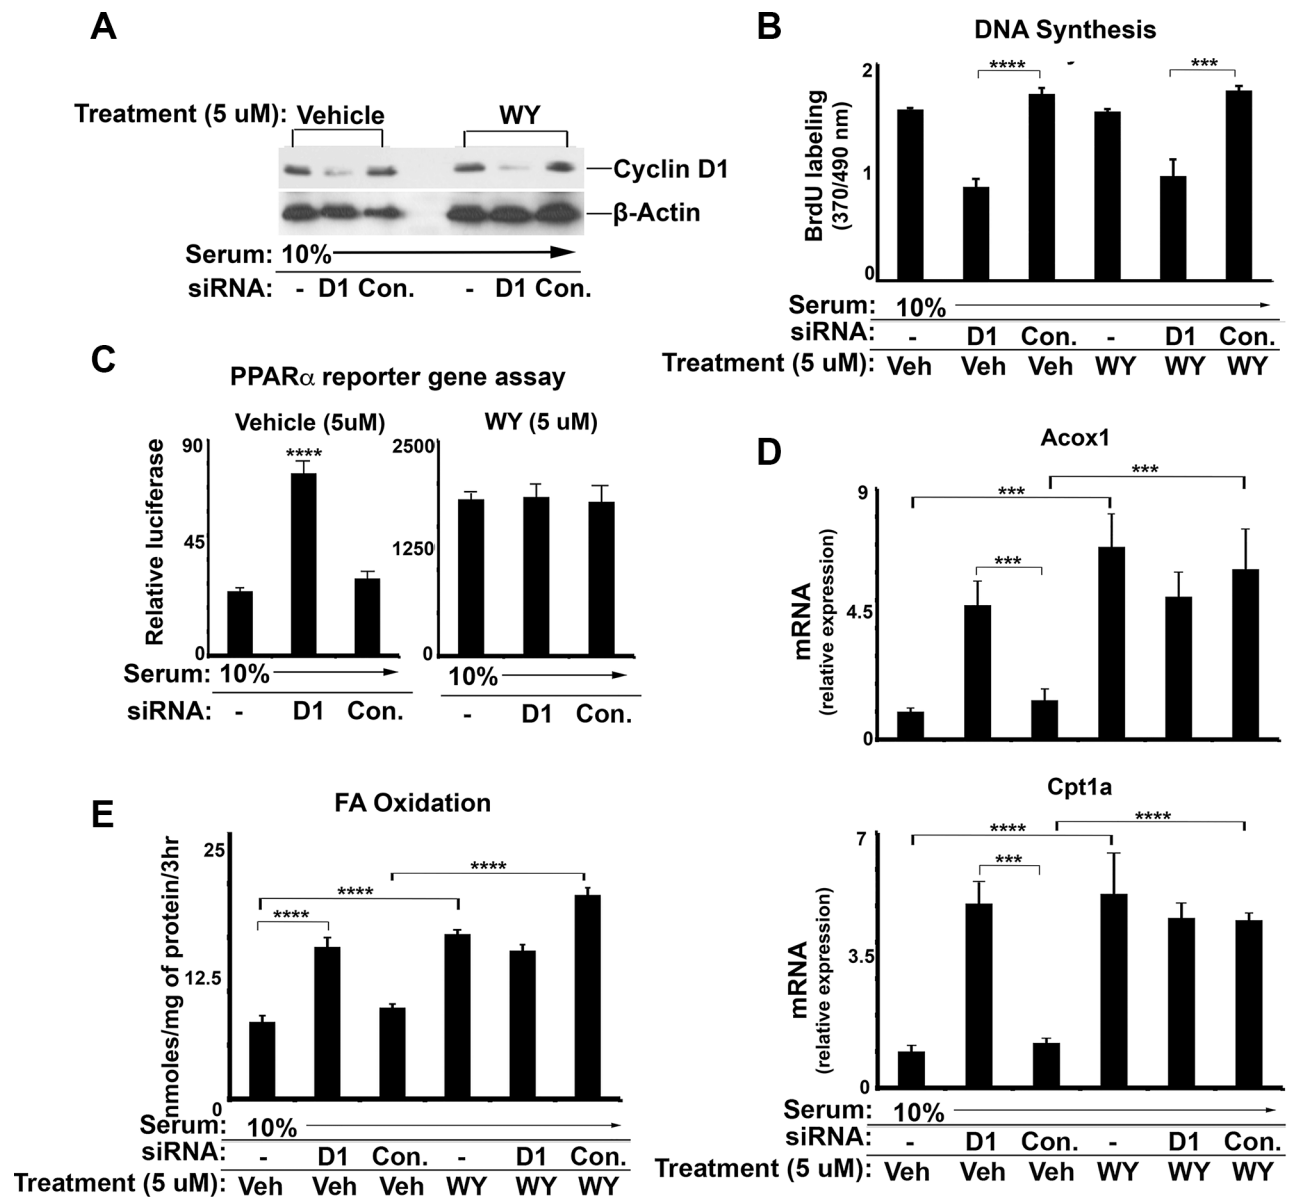 A
Treatment (5 uM): Vehicle WY
Cyclin D1
β-Actin
Serum: 10%
siRNA: - D1 Con. - D1 Con.
B
DNA Synthesis
BrdU labeling
(370/490 nm)
2
1
0
**** ***
Serum: 10%
siRNA: - D1 Con. - D1 Con.
Treatment (5 uM): Veh Veh Veh WY WY WY
C
PPARα reporter gene assay
Vehicle (5uM) WY (5 uM)
Relative luciferase
90
45
0
****
2500
1250
0
Serum: 10% 10%
siRNA: - D1 Con. - D1 Con.
D
Acox1
mRNA
(relative expression)
9
4.5
0
***
***
***
Cpt1a
mRNA
(relative expression)
7
3.5
0
****
****
***
Serum: 10%
siRNA: - D1 Con. - D1 Con.
Treatment (5 uM): Veh Veh Veh WY WY WY
E
FA Oxidation
nmoles/mg of protein/3hr
25
12.5
0
****
****
****
Serum: 10%
siRNA: - D1 Con. - D1 Con.
Treatment (5 uM): Veh Veh Veh WY WY WY